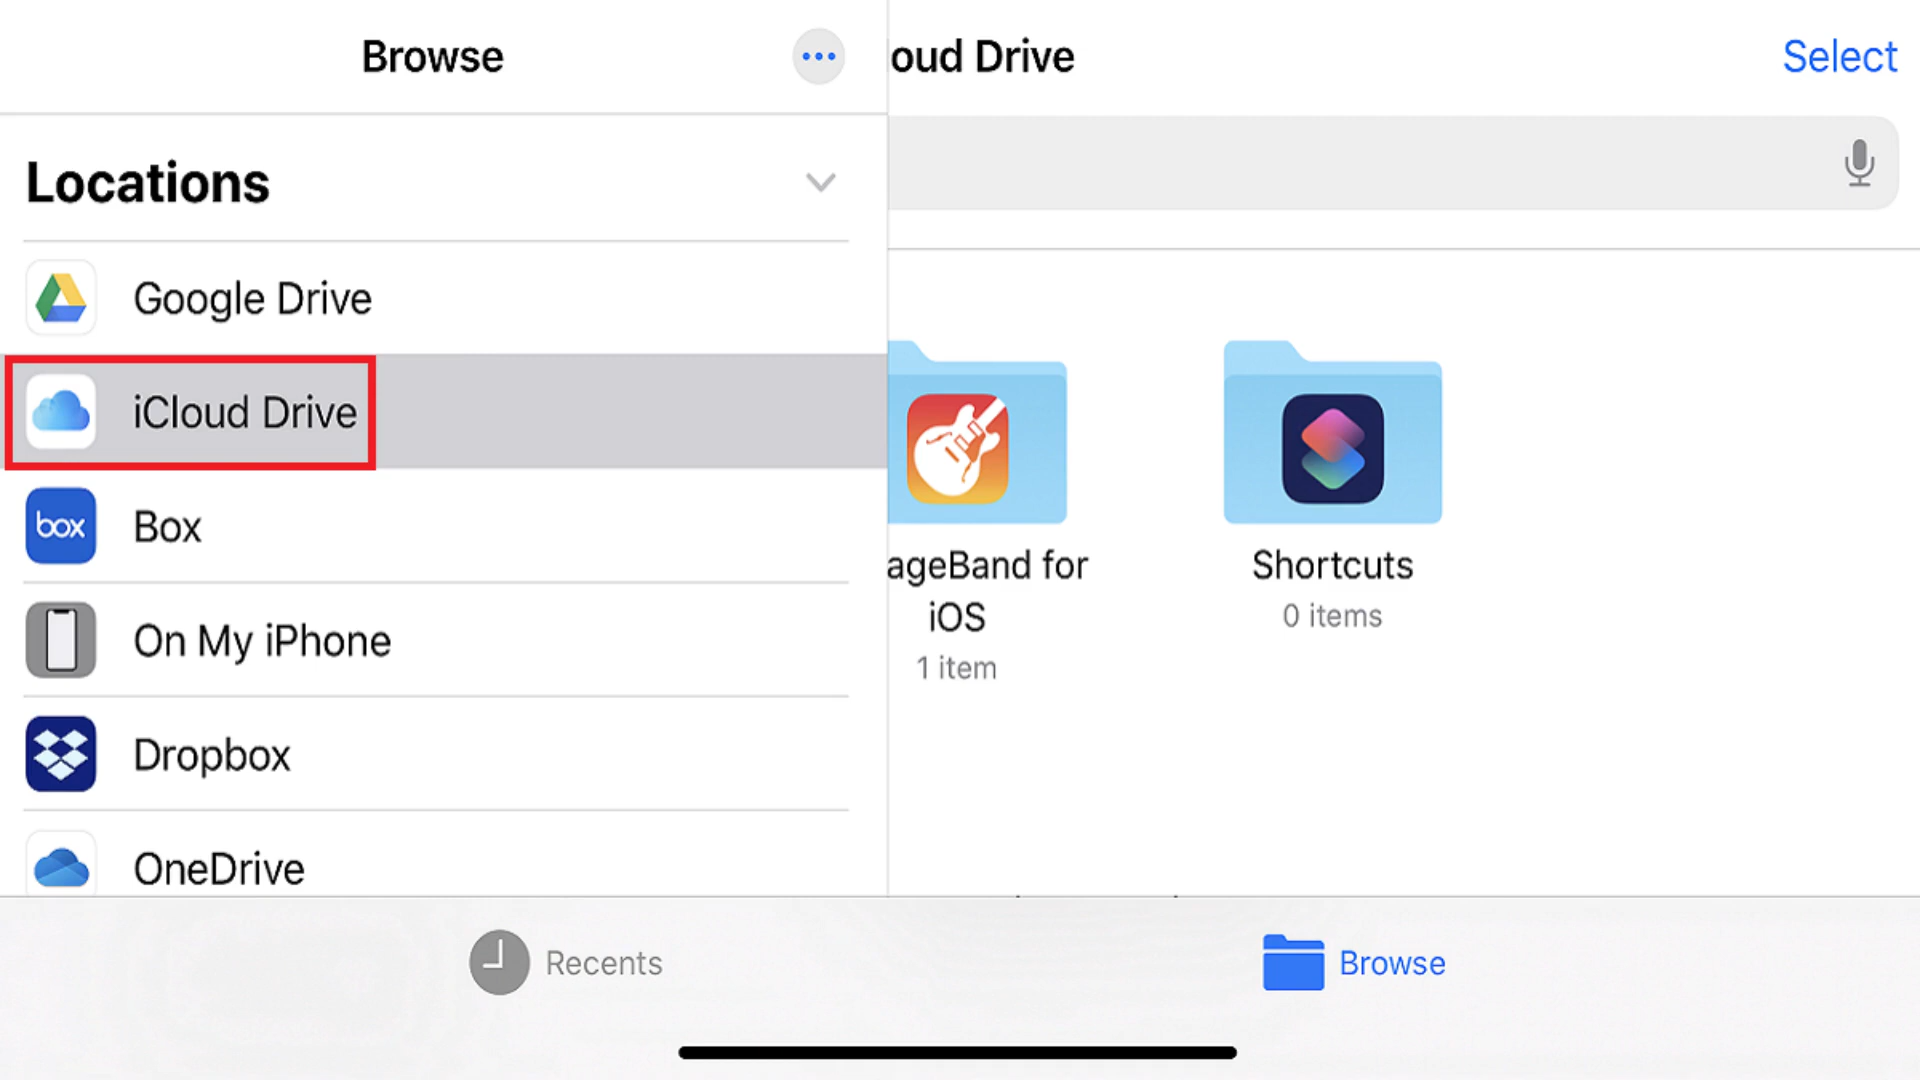 Browse
oud Drive
Select
Locations
Google Drive
iCloud Drive
box
Box
On My iPhone
Dropbox
OneDrive
ageBand for
iOS
1 item
Shortcuts
0 items
Recents
Browse